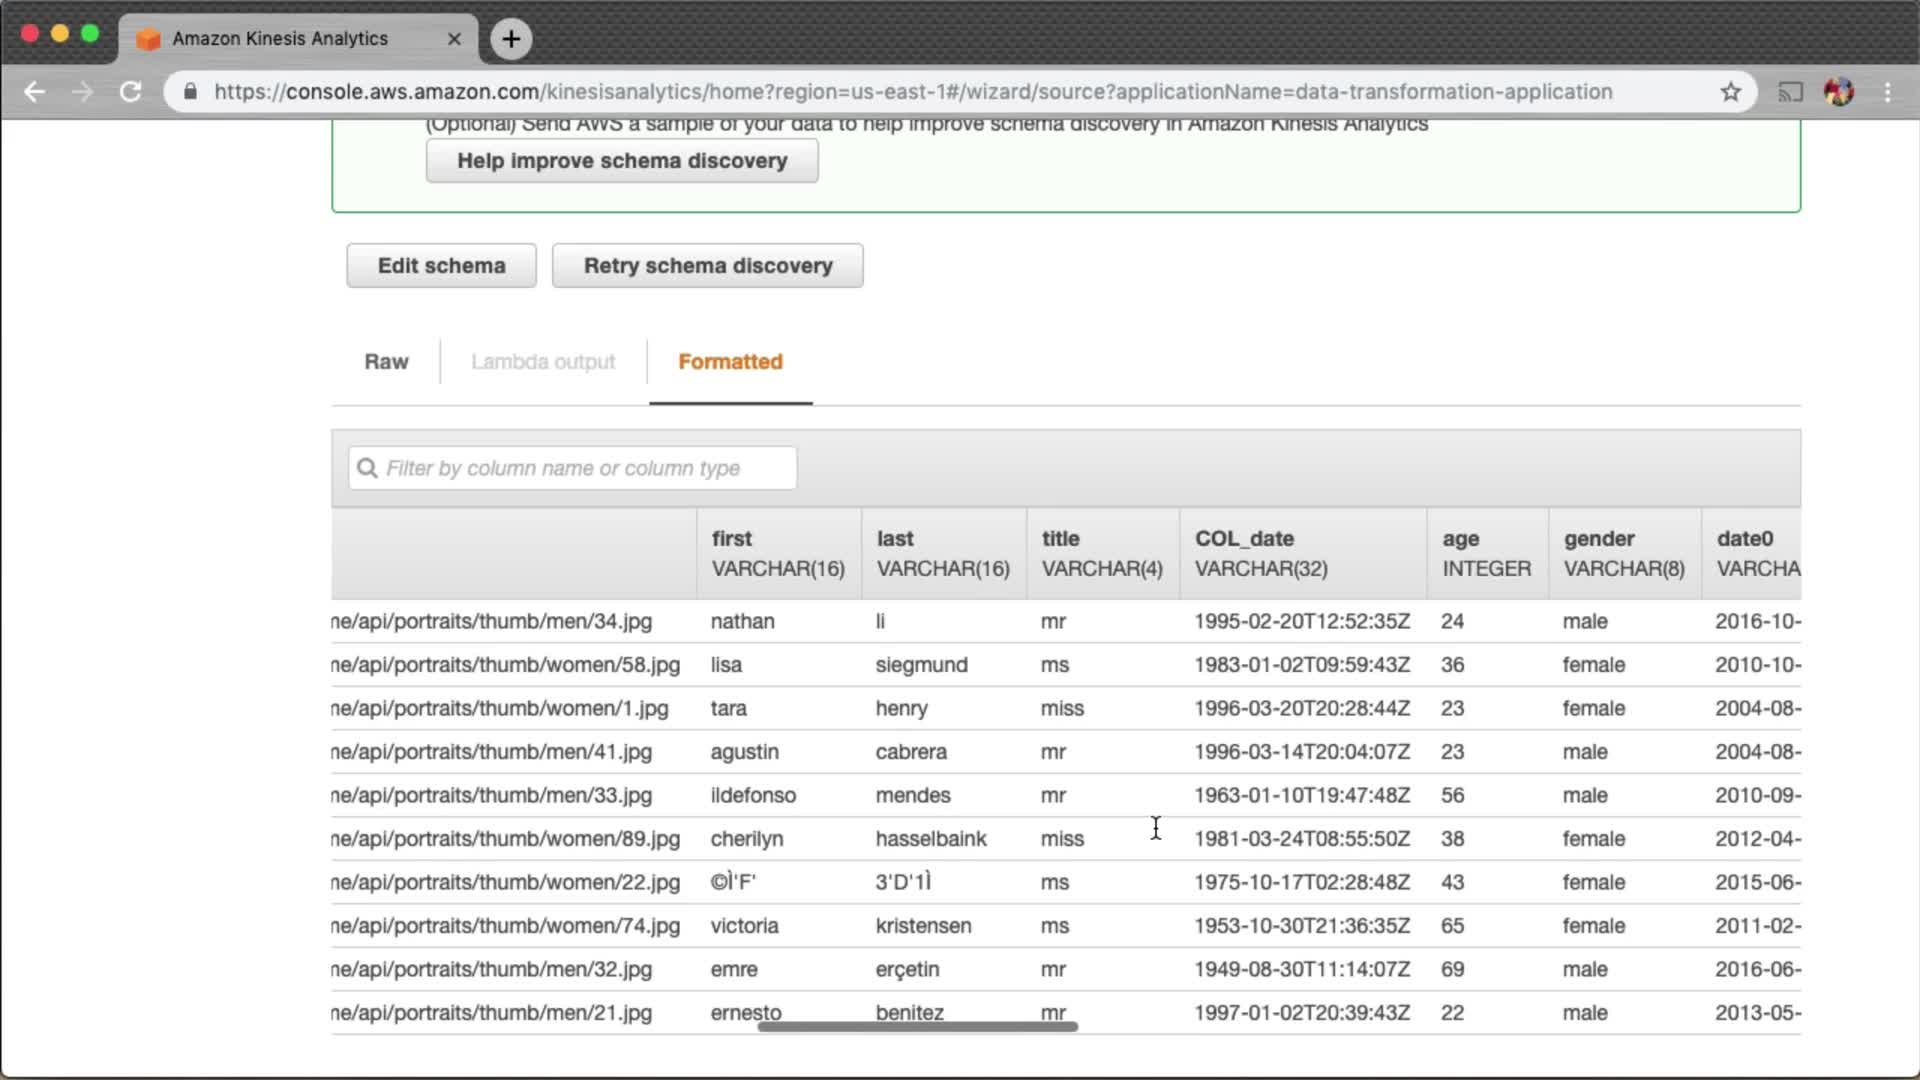 Amazon Kinesis Analytics
https://console.aws.amazon.com/kinesisanalytics/home?region=us-east-1#/wizard/source?applicationName=data-transformation-application
(Optional) Send AWS a sample of your data to help improve schema discovery in Amazon Kinesis Analytics
Help improve schema discovery
Edit schema Retry schema discovery
Raw Lambda output Formatted
Filter by column name or column type
first last title COL_date age gender date0
VARCHAR(16) VARCHAR(16) VARCHAR(4) VARCHAR(32) INTEGER VARCHAR(8) VARCHA
ne/api/portraits/thumb/men/34.jpg nathan li mr 1995-02-20T12:52:35Z 24 male 2016-10-
ne/api/portraits/thumb/women/58.jpg lisa siegmund ms 1983-01-02T09:59:43Z 36 female 2010-10-
ne/api/portraits/thumb/women/1.jpg tara henry miss 1996-03-20T20:28:44Z 23 female 2004-08-
ne/api/portraits/thumb/men/41.jpg agustin cabrera mr 1996-03-14T20:04:07Z 23 male 2004-08-
ne/api/portraits/thumb/men/33.jpg ildefonso mendes mr 1963-01-10T19:47:48Z 56 male 2010-09-
ne/api/portraits/thumb/women/89.jpg cherilyn hasselbaink miss 1981-03-24T08:55:50Z 38 female 2012-04-
ne/api/portraits/thumb/women/22.jpg ©Ì'F' 3'D'1Ì ms 1975-10-17T02:28:48Z 43 female 2015-06-
ne/api/portraits/thumb/women/74.jpg victoria kristensen ms 1953-10-30T21:36:35Z 65 female 2011-02-
ne/api/portraits/thumb/men/32.jpg emre erçetin mr 1949-08-30T11:14:07Z 69 male 2016-06-
ne/api/portraits/thumb/men/21.jpg ernesto benitez mr 1997-01-02T20:39:43Z 22 male 2013-05-